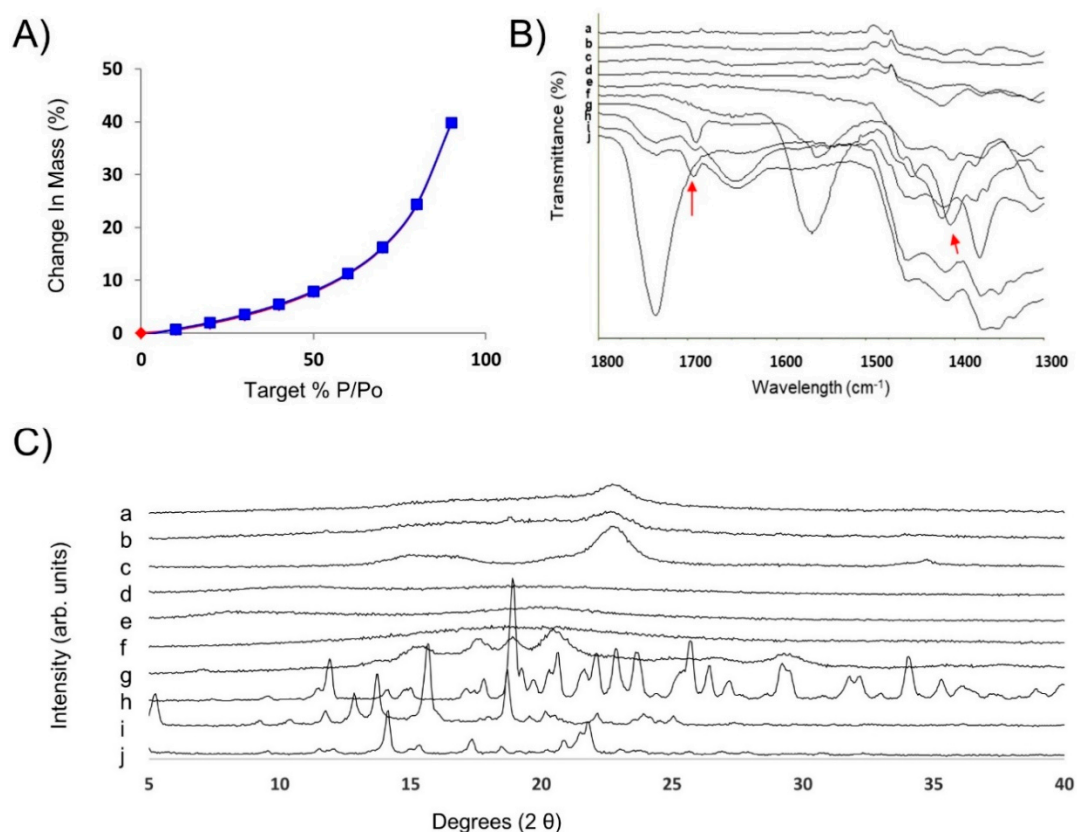 A)
Change In Mass (%)
50
40
30
20
10
0
0
50
100
Target % P/Po
B)
Transmittance (%)
a
b
c
d
e
f
g
h
i
j
1800
1700
1600
1500
1400
1300
Wavelength (cm⁻¹)
C)
Intensity (arb. units)
a
b
c
d
e
f
g
h
i
j
5
10
15
20
25
30
35
40
Degrees (2 θ)